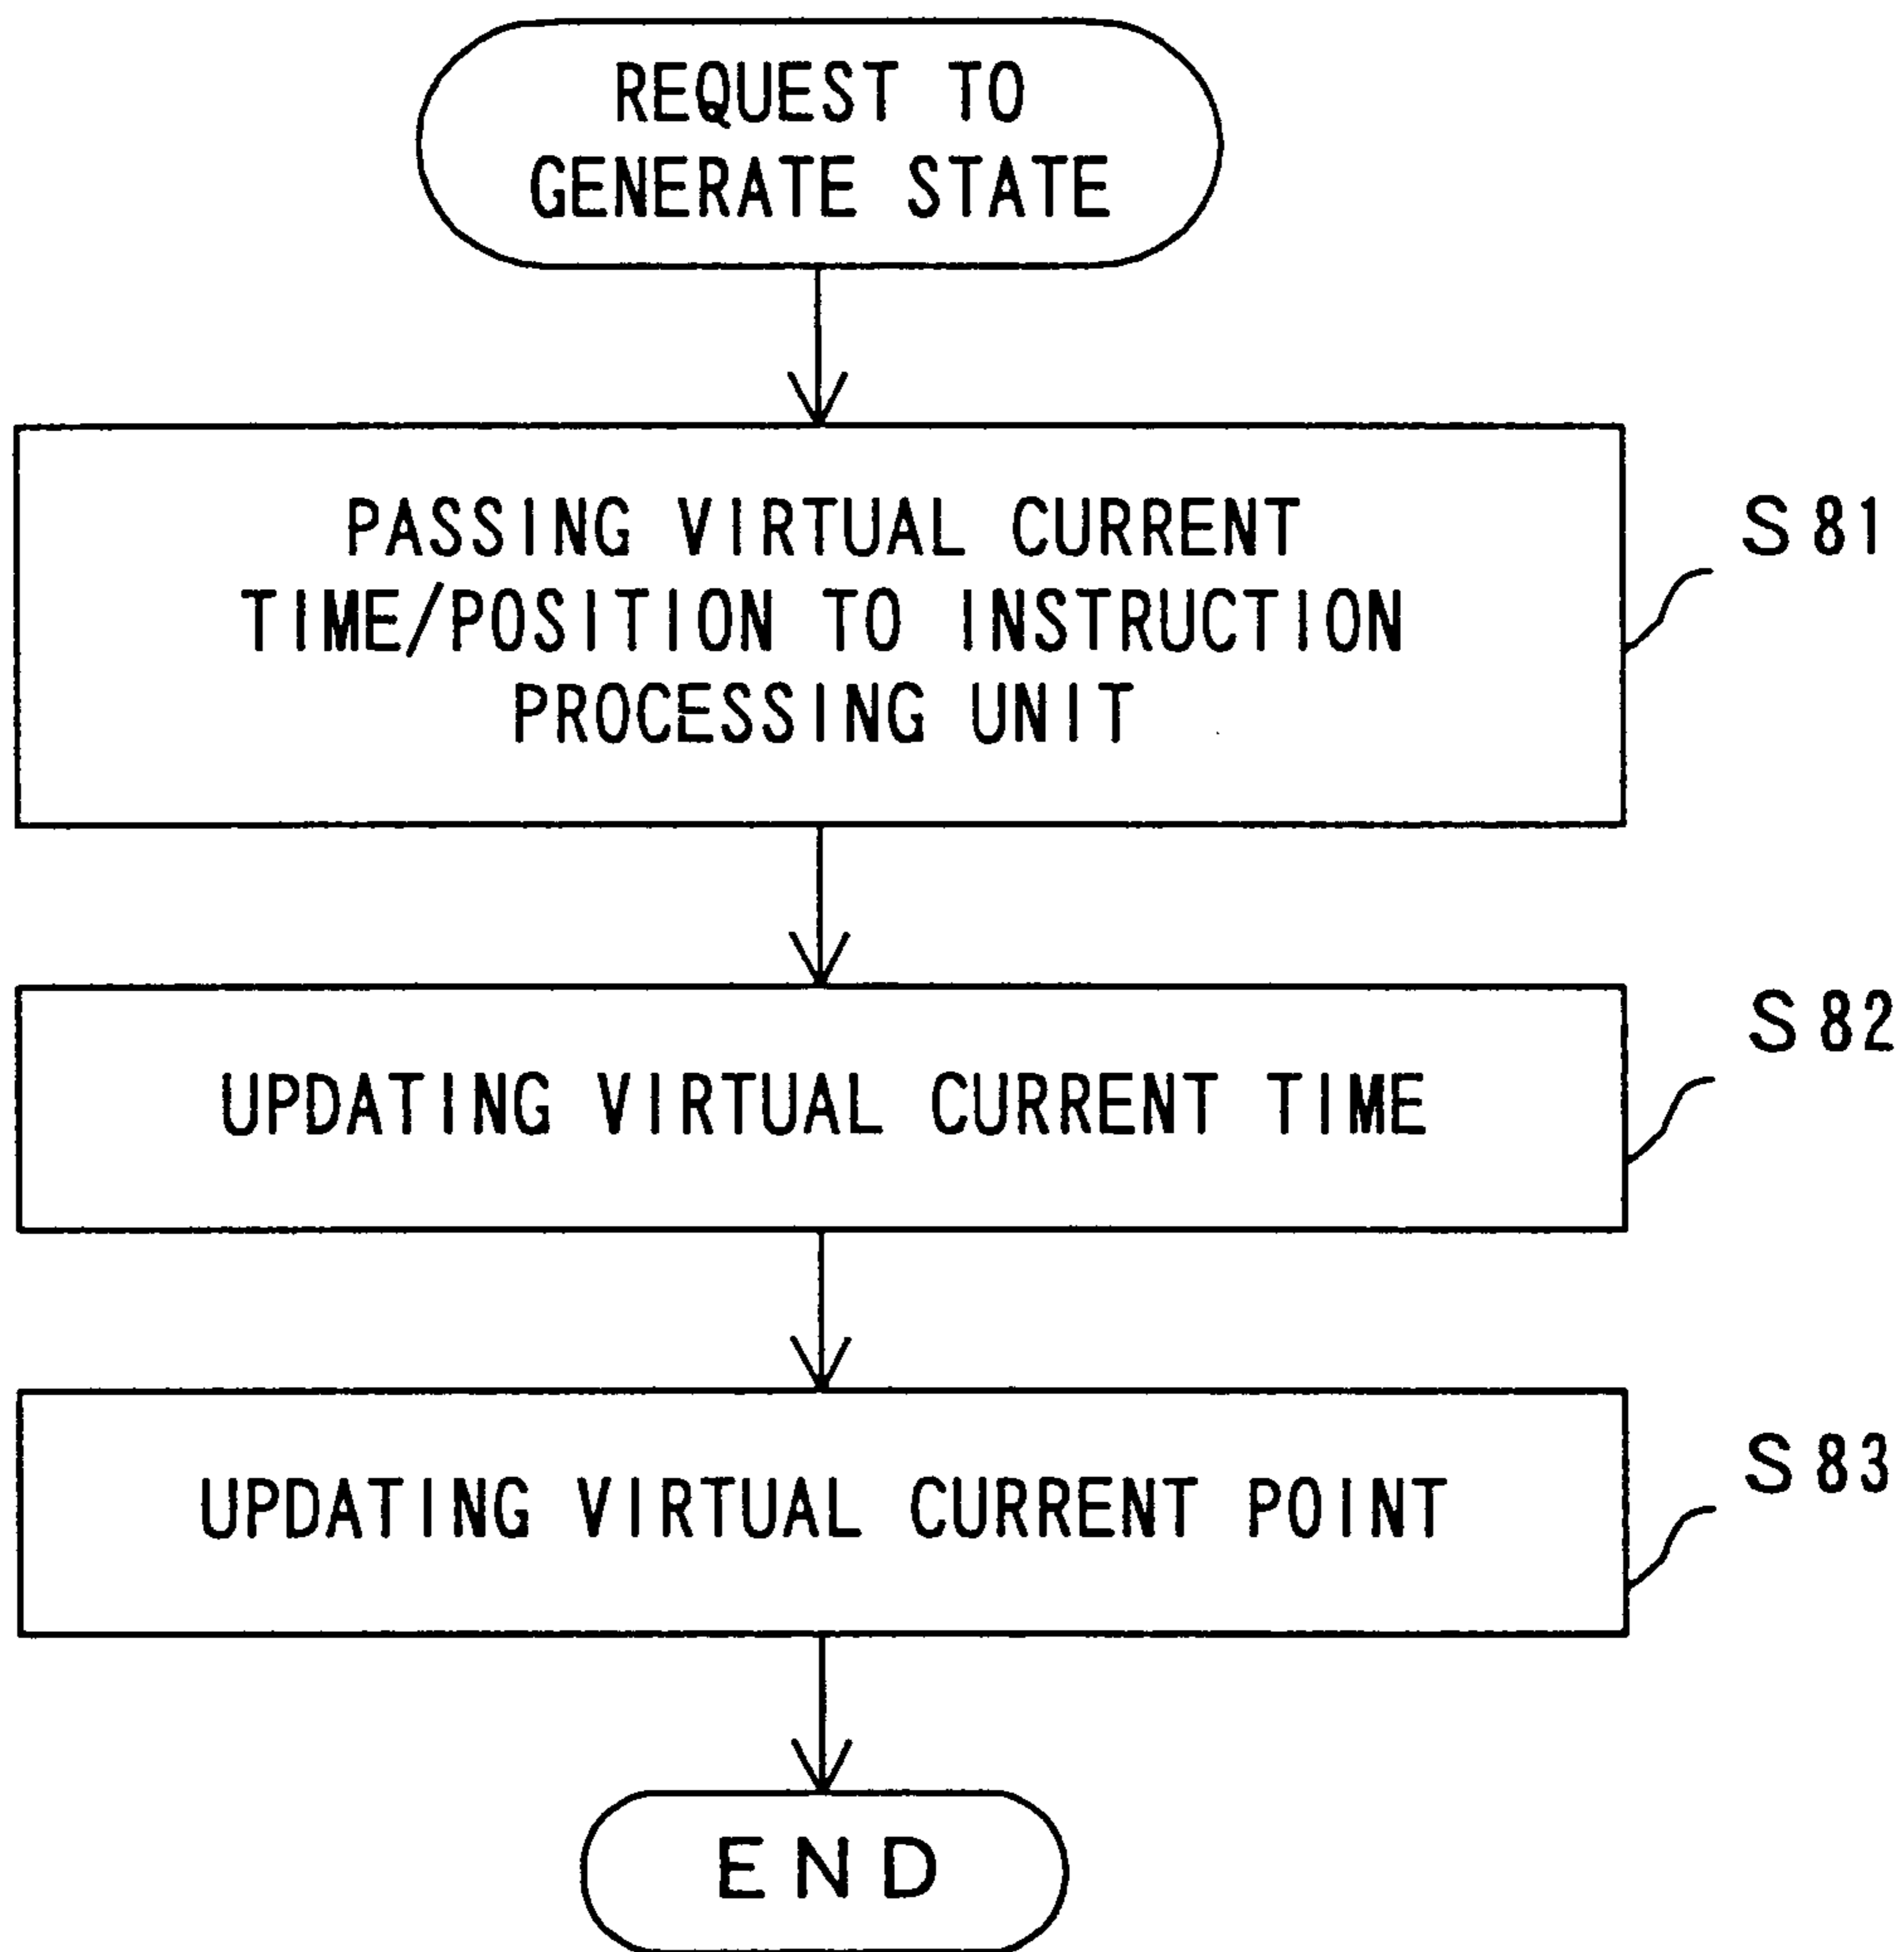 REQUEST TO
GENERATE STATE
PASSING VIRTUAL CURRENT
TIME/POSITION TO INSTRUCTION
PROCESSING UNIT
S81
UPDATING VIRTUAL CURRENT TIME
S82
UPDATING VIRTUAL CURRENT POINT
S83
END